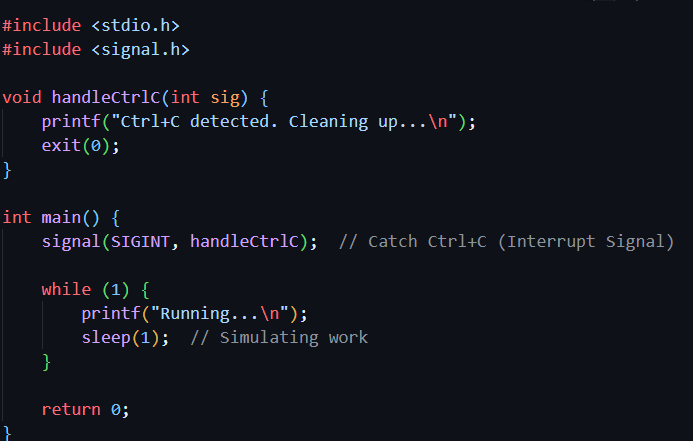 #include <stdio.h>
#include <signal.h>
void handleCtrlC(int sig) {
    printf("Ctrl+C detected. Cleaning up...\n");
    exit(0);
}
int main() {
    signal(SIGINT, handleCtrlC);  // Catch Ctrl+C (Interrupt Signal)
    while (1) {
        printf("Running...\n");
        sleep(1);  // Simulating work
    }
    return 0;
}